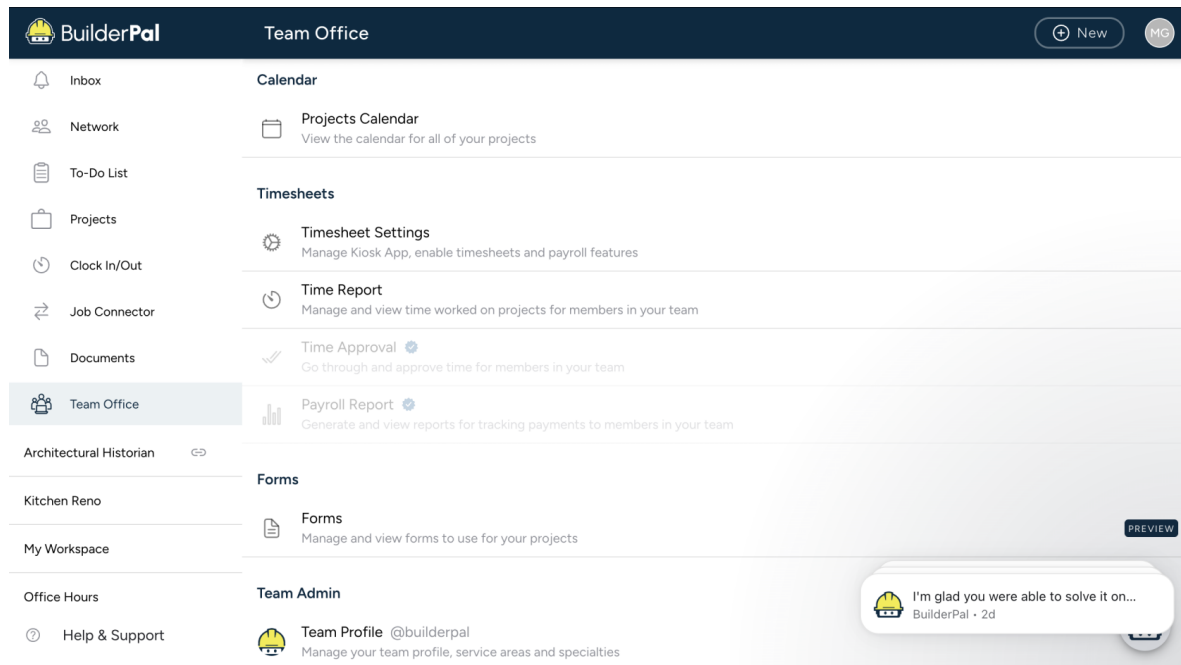 BuilderPal
Team Office
New
MG
Inbox
Network
To-Do List
Projects
Clock In/Out
Job Connector
Documents
Team Office
Architectural Historian
Kitchen Reno
My Workspace
Office Hours
Help & Support
Calendar
Projects Calendar
View the calendar for all of your projects
Timesheets
Timesheet Settings
Manage Kiosk App, enable timesheets and payroll features
Time Report
Manage and view time worked on projects for members in your team
Time Approval
Go through and approve time for members in your team
Payroll Report
Generate and view reports for tracking payments to members in your team
Forms
Forms
Manage and view forms to use for your projects
PREVIEW
Team Admin
Team Profile @builderpal
Manage your team profile, service areas and specialties
I'm glad you were able to solve it on...
BuilderPal • 2d